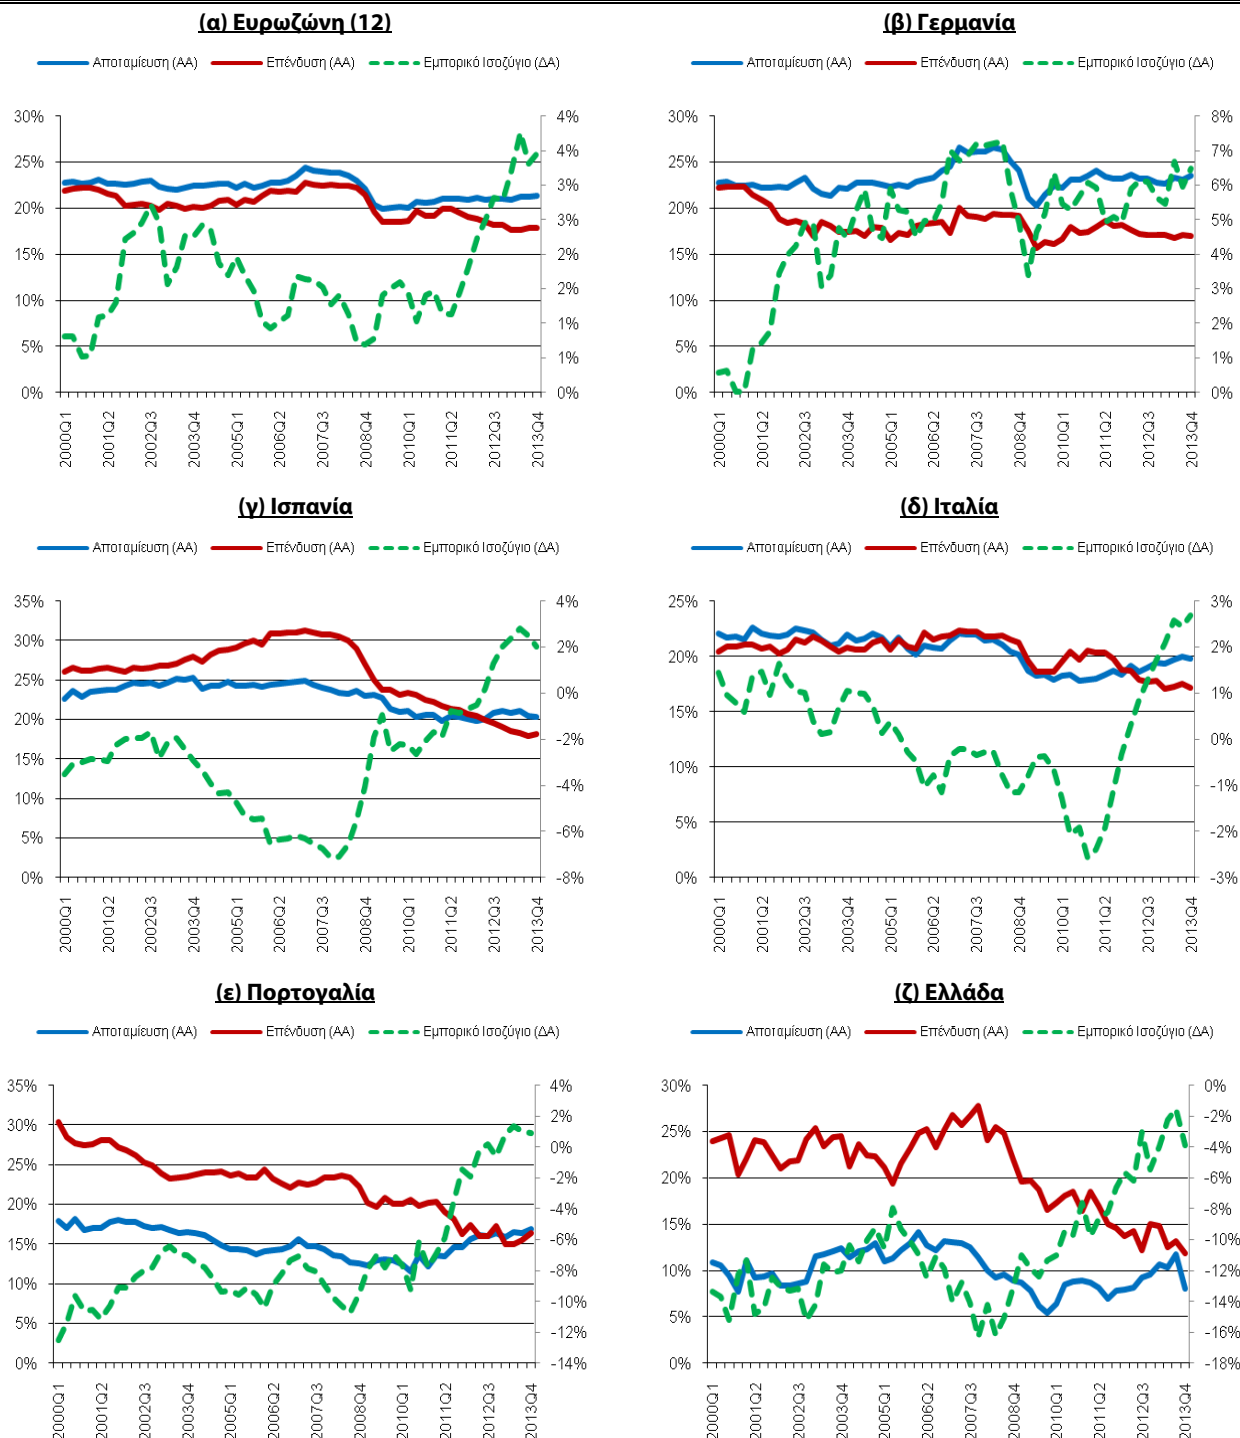 (α) Ευρωζώνη (12)
Αποταμίευση (ΑΑ) Επένδυση (ΑΑ) Εμπορικό Ισοζύγιο (ΔΑ)
30% 4%
25% 4%
20% 3%
15% 3%
10% 2%
5% 2%
0% 1%
1%
0%
2000Q1 2001Q2 2002Q3 2003Q4 2005Q1 2006Q2 2007Q3 2008Q4 2010Q1 2011Q2 2012Q3 2013Q4
(β) Γερμανία
Αποταμίευση (ΑΑ) Επένδυση (ΑΑ) Εμπορικό Ισοζύγιο (ΔΑ)
30% 8%
25% 7%
20% 6%
15% 5%
10% 4%
5% 3%
0% 2%
1%
0%
2000Q1 2001Q2 2002Q3 2003Q4 2005Q1 2006Q2 2007Q3 2008Q4 2010Q1 2011Q2 2012Q3 2013Q4
(γ) Ισπανία
Αποταμίευση (ΑΑ) Επένδυση (ΑΑ) Εμπορικό Ισοζύγιο (ΔΑ)
35% 4%
30% 2%
25% 0%
20% -2%
15% -4%
10% -6%
5% -8%
0%
2000Q1 2001Q2 2002Q3 2003Q4 2005Q1 2006Q2 2007Q3 2008Q4 2010Q1 2011Q2 2012Q3 2013Q4
(δ) Ιταλία
Αποταμίευση (ΑΑ) Επένδυση (ΑΑ) Εμπορικό Ισοζύγιο (ΔΑ)
25% 3%
20% 2%
15% 1%
10% 0%
5% -1%
0% -2%
-3%
2000Q1 2001Q2 2002Q3 2003Q4 2005Q1 2006Q2 2007Q3 2008Q4 2010Q1 2011Q2 2012Q3 2013Q4
(ε) Πορτογαλία
Αποταμίευση (ΑΑ) Επένδυση (ΑΑ) Εμπορικό Ισοζύγιο (ΔΑ)
35% 4%
30% 2%
25% 0%
20% -2%
15% -4%
10% -6%
5% -8%
0% -10%
-12%
-14%
2000Q1 2001Q2 2002Q3 2003Q4 2005Q1 2006Q2 2007Q3 2008Q4 2010Q1 2011Q2 2012Q3 2013Q4
(ζ) Ελλάδα
Αποταμίευση (ΑΑ) Επένδυση (ΑΑ) Εμπορικό Ισοζύγιο (ΔΑ)
30% 0%
25% -2%
20% -4%
15% -6%
10% -8%
5% -10%
0% -12%
-14%
-16%
-18%
2000Q1 2001Q2 2002Q3 2003Q4 2005Q1 2006Q2 2007Q3 2008Q4 2010Q1 2011Q2 2012Q3 2013Q4